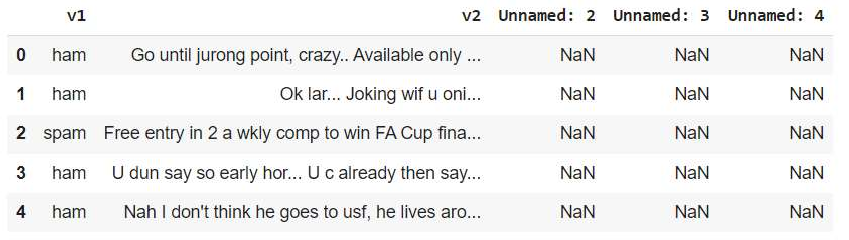 v1 v2 Unnamed: 2 Unnamed: 3 Unnamed: 4
0 ham Go until jurong point, crazy.. Available only ... NaN NaN NaN
1 ham Ok lar... Joking wif u oni... NaN NaN NaN
2 spam Free entry in 2 a wkly comp to win FA Cup fina... NaN NaN NaN
3 ham U dun say so early hor... U c already then say... NaN NaN NaN
4 ham Nah I don't think he goes to usf, he lives aro... NaN NaN NaN